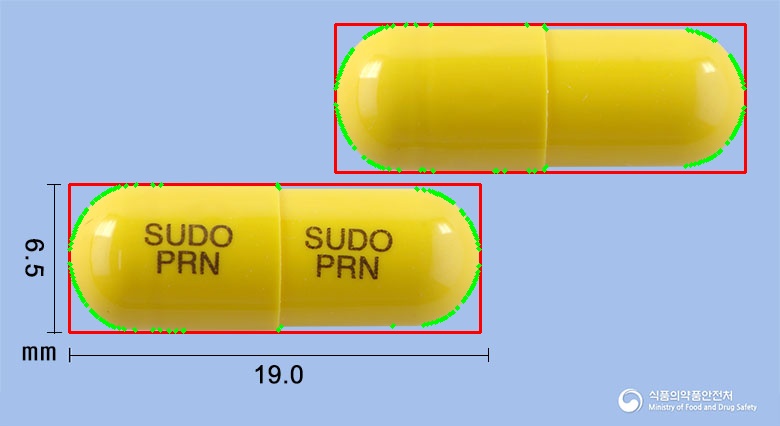 SUDO
PRN
SUDO
PRN
6.5
mm
19.0
식품의약품안전처
Ministry of Food and Drug Safety